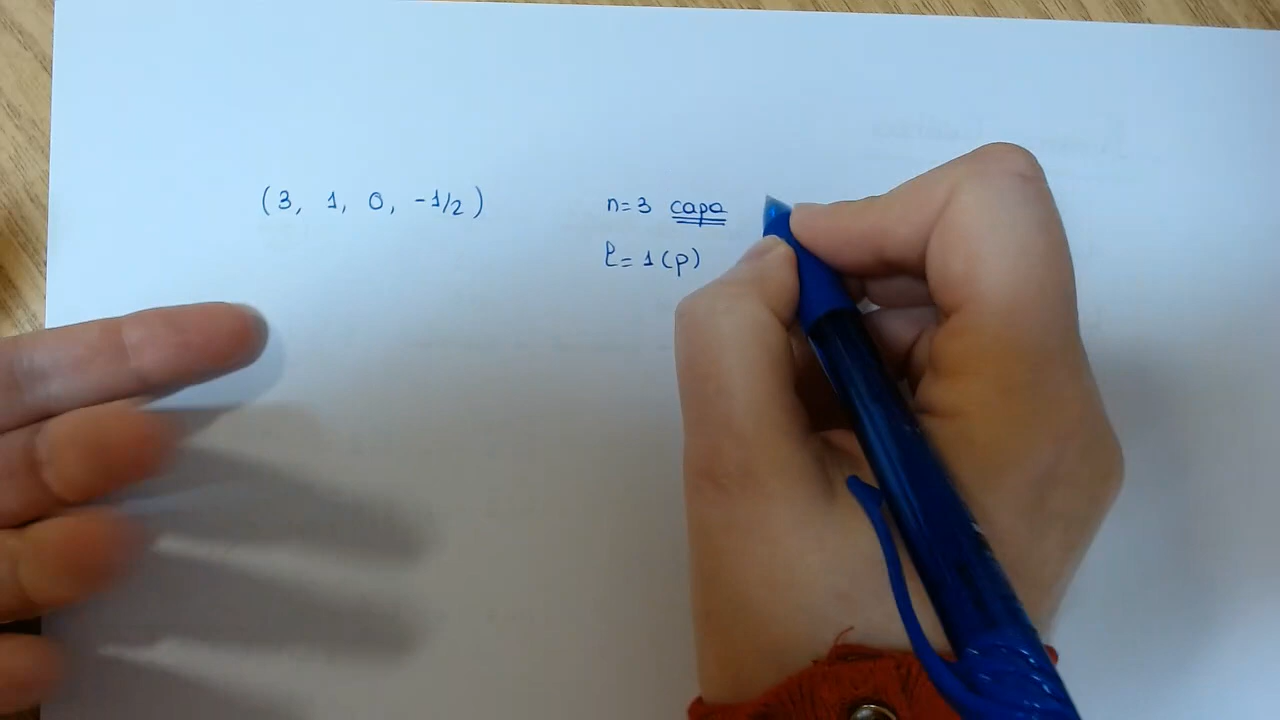 (3, 1, 0, -1/2)
n=3 capa
l=1(p)